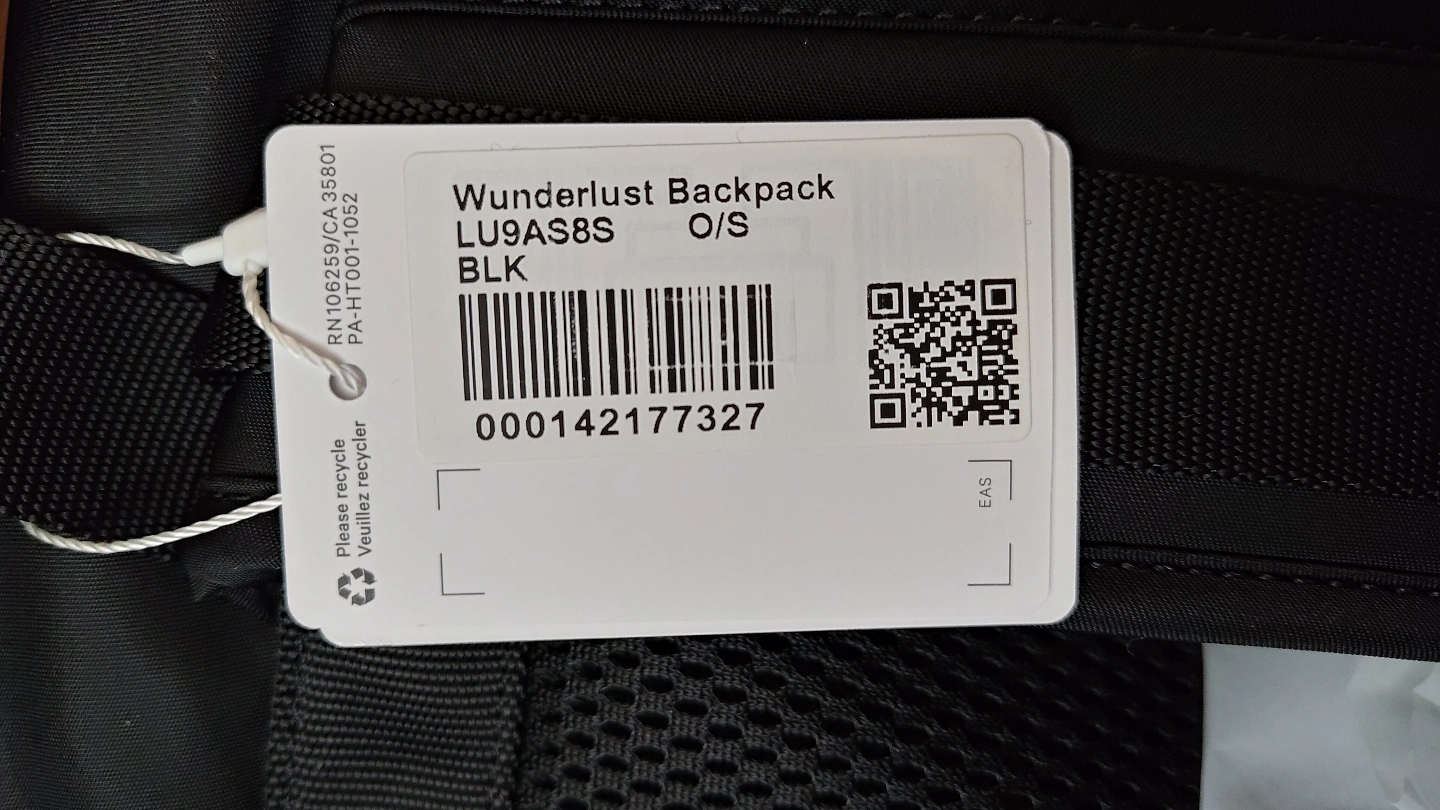 RN106259/CA 35801
PA-HT001-1052
Please recycle
Veuillez recycler
Wunderlust Backpack
LU9AS8S O/S
BLK
000142177327
EAS